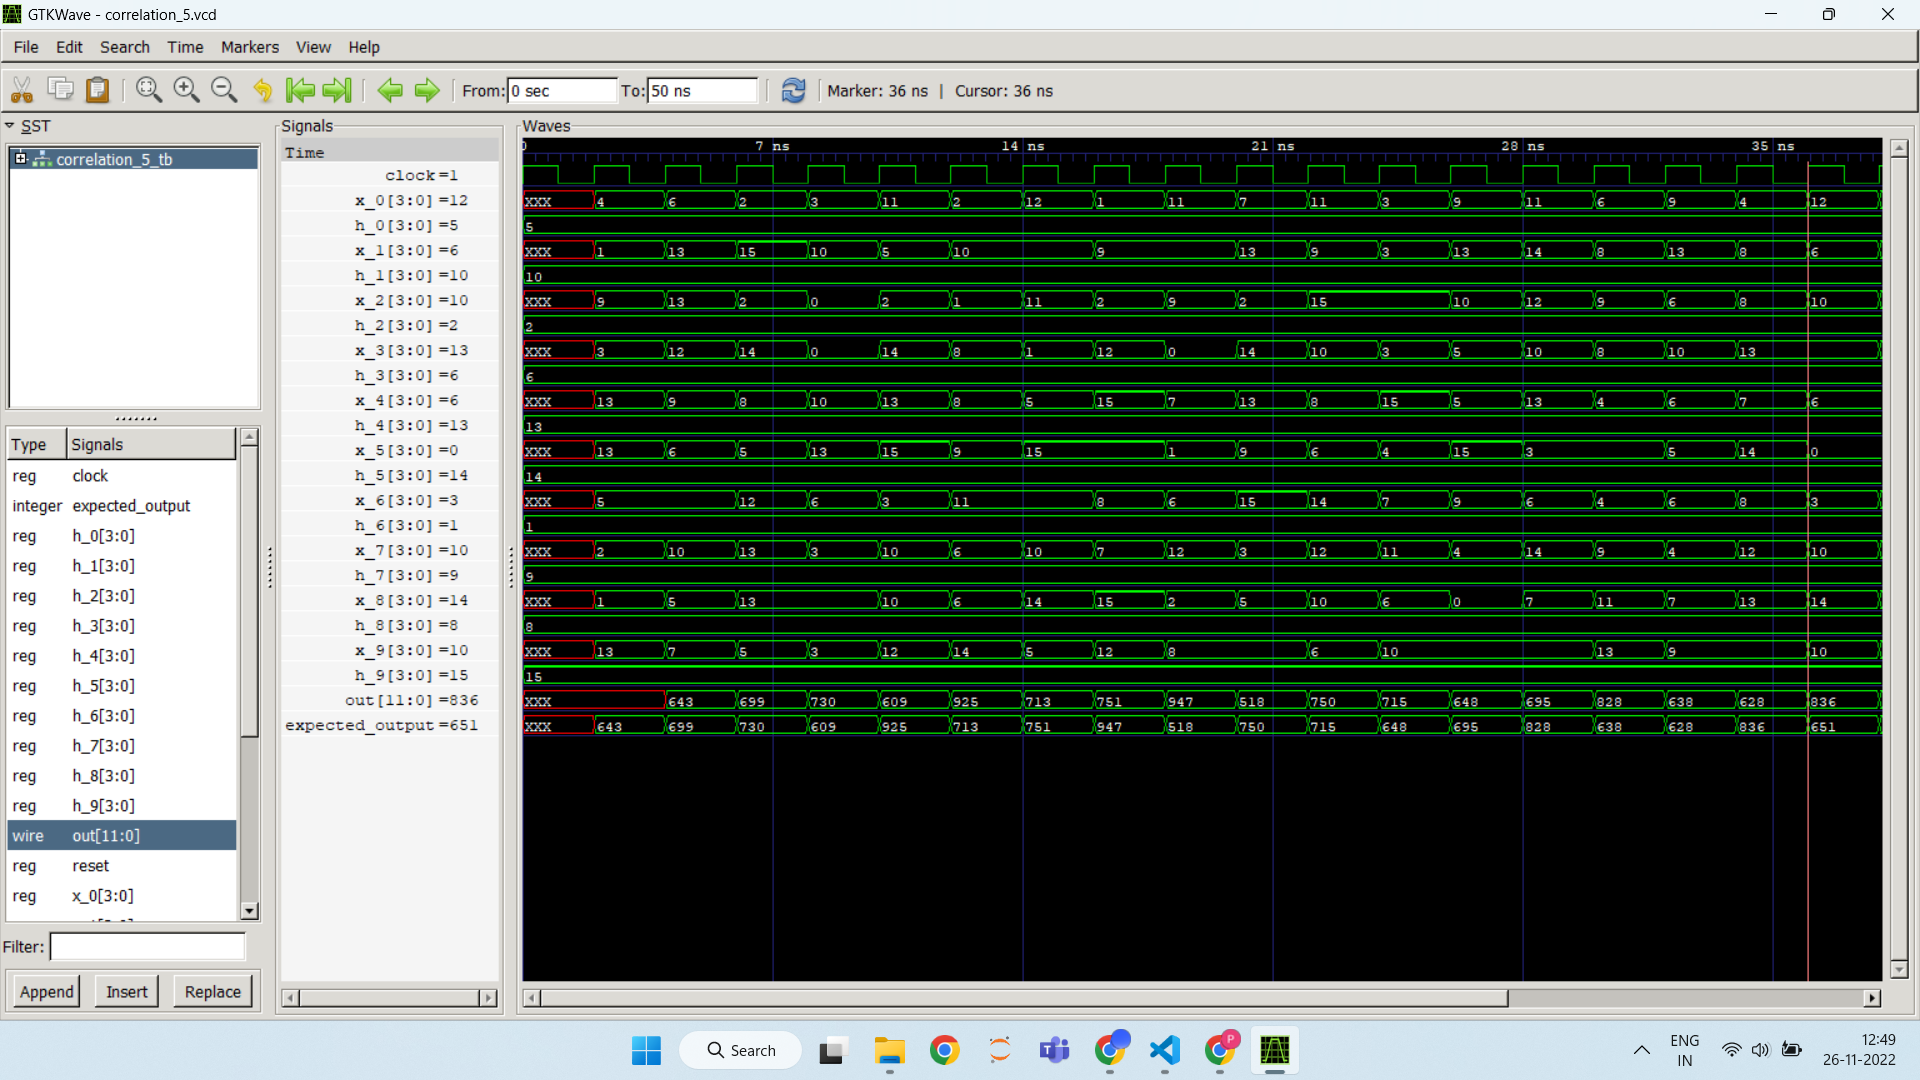 GTKWave - correlation_5.vcd
File Edit Search Time Markers View Help
From: 0 sec To: 50 ns Marker: 36 ns | Cursor: 36 ns
SST
correlation_5_tb
Type Signals
reg clock
integer expected_output
reg h_0[3:0]
reg h_1[3:0]
reg h_2[3:0]
reg h_3[3:0]
reg h_4[3:0]
reg h_5[3:0]
reg h_6[3:0]
reg h_7[3:0]
reg h_8[3:0]
reg h_9[3:0]
wire out[11:0]
reg reset
reg x_0[3:0]
Filter:
Append Insert Replace
Signals
Time
clock=1
x_0[3:0]=12
h_0[3:0]=5
x_1[3:0]=6
h_1[3:0]=10
x_2[3:0]=10
h_2[3:0]=2
x_3[3:0]=13
h_3[3:0]=6
x_4[3:0]=6
h_4[3:0]=13
x_5[3:0]=0
h_5[3:0]=14
x_6[3:0]=3
h_6[3:0]=1
x_7[3:0]=10
h_7[3:0]=9
x_8[3:0]=14
h_8[3:0]=8
x_9[3:0]=10
h_9[3:0]=15
out[11:0]=836
expected_output=651
Waves
0 7 ns 14 ns 21 ns 28 ns 35 ns
XXX 4 6 2 3 11 2 12 1 11 7 11 3 9 11 6 9 4 12
5
XXX 1 13 15 10 5 10 9 13 9 3 13 14 8 13 8 6
10
XXX 9 13 2 0 2 1 11 2 9 2 15 10 12 9 6 8 10
2
XXX 3 12 14 0 14 8 1 12 0 14 10 3 5 10 8 10 13
6
XXX 13 9 8 10 13 8 5 15 7 13 8 15 5 13 4 6 7 6
13
XXX 13 6 5 13 15 9 15 1 9 6 4 15 3 5 14 0
14
XXX 5 12 6 3 11 8 6 15 14 7 9 6 4 6 8 3
1
XXX 2 10 13 3 10 6 10 7 12 3 12 11 4 14 9 4 12 10
9
XXX 1 5 13 10 6 14 15 2 5 10 6 0 7 11 7 13 14
8
XXX 13 7 5 3 12 14 5 12 8 6 10 13 9 10
15
XXX 643 699 730 609 925 713 751 947 518 750 715 648 695 828 638 628 836
XXX 643 699 730 609 925 713 751 947 518 750 715 648 695 828 638 628 836 651
Search
P
ENG
IN
12:49
26-11-2022